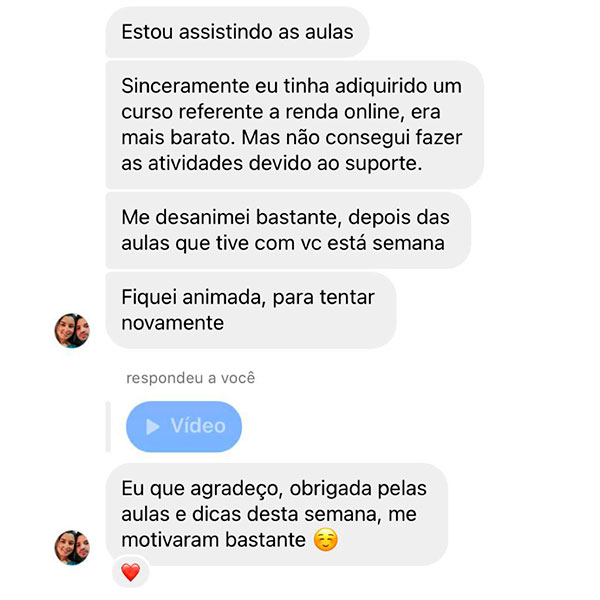 Estou assistindo as aulas
Sinceramente eu tinha adiquirido um
curso referente a renda online, era
mais barato. Mas não consegui fazer
as atividades devido ao suporte.
Me desanimei bastante, depois das
aulas que tive com vc está semana
Fiquei animada, para tentar
novamente
respondeu a você
Vídeo
Eu que agradeço, obrigada pelas
aulas e dicas desta semana, me
motivaram bastante ☺️
❤️